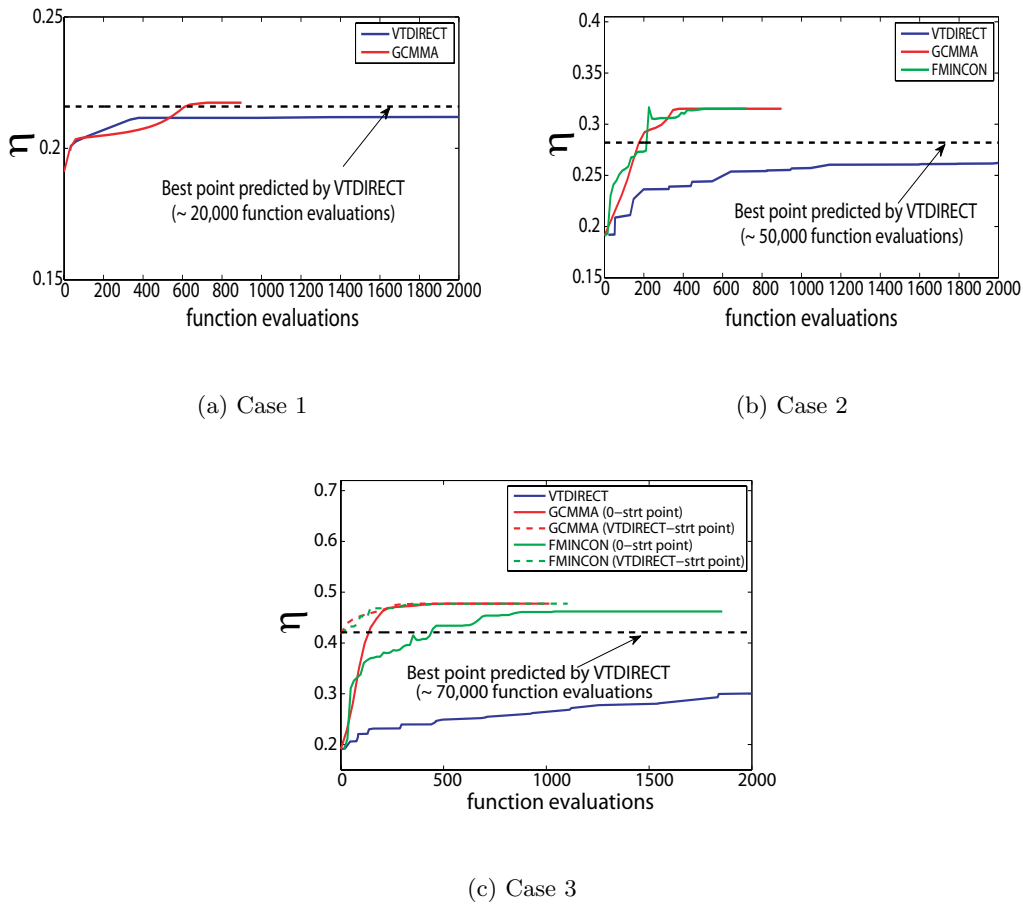 0.25
0.2
0.15
η
VTDIRECT
GCMMA
Best point predicted by VTDIRECT
(~ 20,000 function evaluations)
0 200 400 600 800 1000 1200 1400 1600 1800 2000
function evaluations
(a) Case 1
0.4
0.35
0.3
0.25
0.2
0.15
η
VTDIRECT
GCMMA
FMINCON
Best point predicted by VTDIRECT
(~ 50,000 function evaluations)
0 200 400 600 800 1000 1200 1400 1600 1800 2000
function evaluations
(b) Case 2
0.7
0.6
0.5
0.4
0.3
0.2
η
VTDIRECT
GCMMA (0−strt point)
GCMMA (VTDIRECT−strt point)
FMINCON (0−strt point)
FMINCON (VTDIRECT−strt point)
Best point predicted by VTDIRECT
(~ 70,000 function evaluations
0 500 1000 1500 2000
function evaluations
(c) Case 3